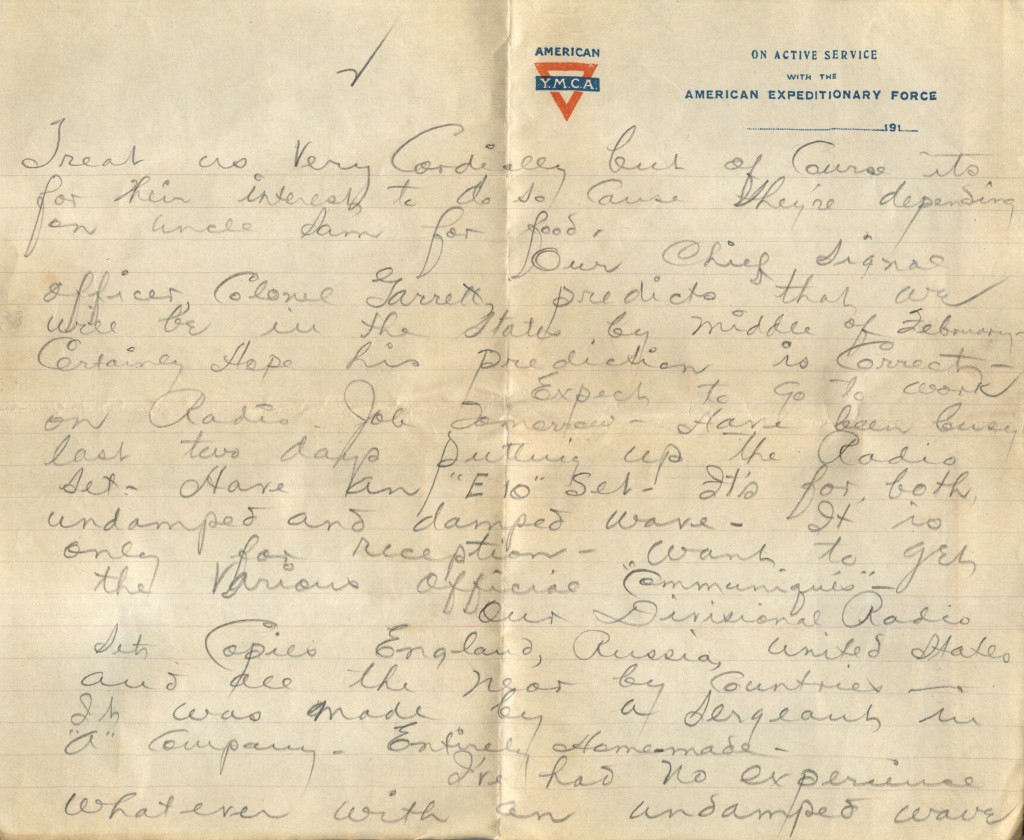 AMERICAN
Y.M.C.A.
ON ACTIVE SERVICE
WITH THE
AMERICAN EXPEDITIONARY FORCE
191
Treat us Very Cordially but of Course its
for their interest to do so cause they're depending
on Uncle Sam for food.
Our Chief Signal
Officer, Colonel Garrett, predicts that we
will be in the States by middle of February-
Certainly Hope his prediction is Correct-
Expect to go to work
on Radio Job Tomorrow - Have been busy
last two days putting up the Radio
Set- Have an "E 10" Set- It's for both
undamped and damped wave - It is
only for reception - Want to get
the Various Official "Communiqués" -
Our Divisional Radio
Set Copies England, Russia, United States
and all the near by Countries -
It was made by a Sergeant in
"A" Company - Entirely Home-made -
I've had no experience
whatever with an undamped wave